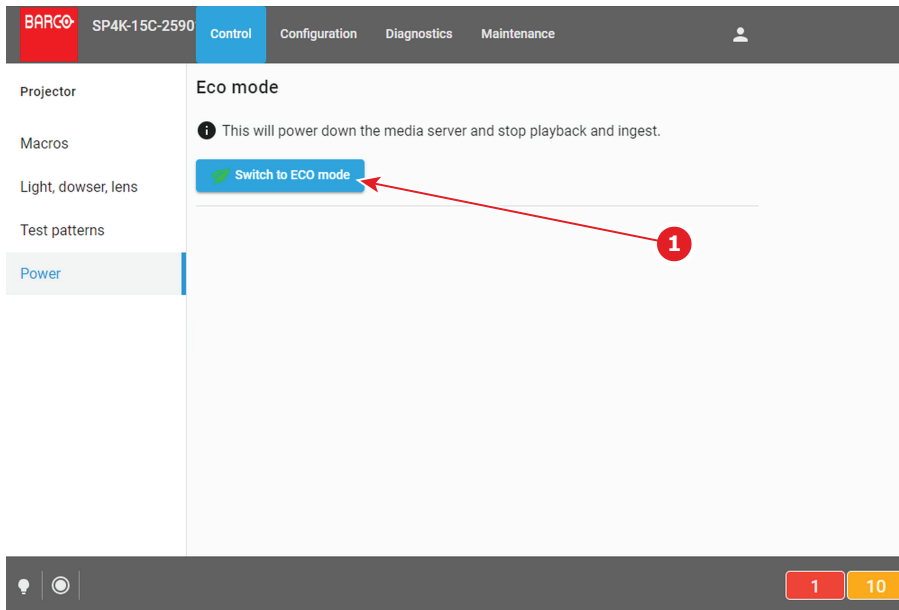 BARCO
SP4K-15C-2590
Control
Configuration
Diagnostics
Maintenance
Projector
Macros
Light, dowser, lens
Test patterns
Power
Eco mode
This will power down the media server and stop playback and ingest.
Switch to ECO mode
1
1
10